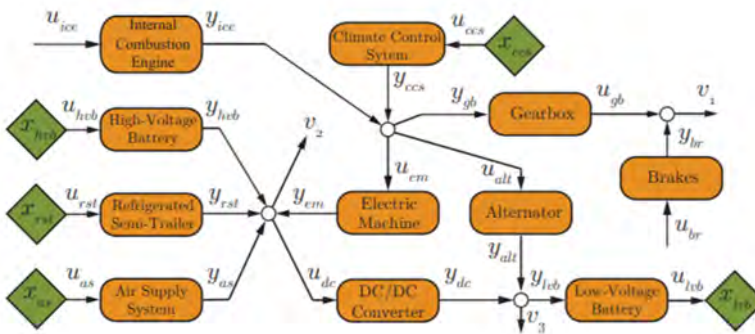 u_ice
Internal
Combustion
Engine
y_ice
Climate Control
Sytem
u_ccs
x_ccs
y_ccs
y_gb
Gearbox
u_gb
v_1
x_hvb
u_hvb
High-Voltage
Battery
y_hvb
v_2
y_br
u_em
u_alt
Brakes
x_rst
u_rst
Refrigerated
Semi-Trailer
y_rst
y_em
Electric
Machine
Alternator
u_br
x_as
u_as
Air Supply
System
y_as
u_dc
DC/DC
Converter
y_dc
y_alt
y_lvb
v_3
Low-Voltage
Battery
u_lvb
x_lvb